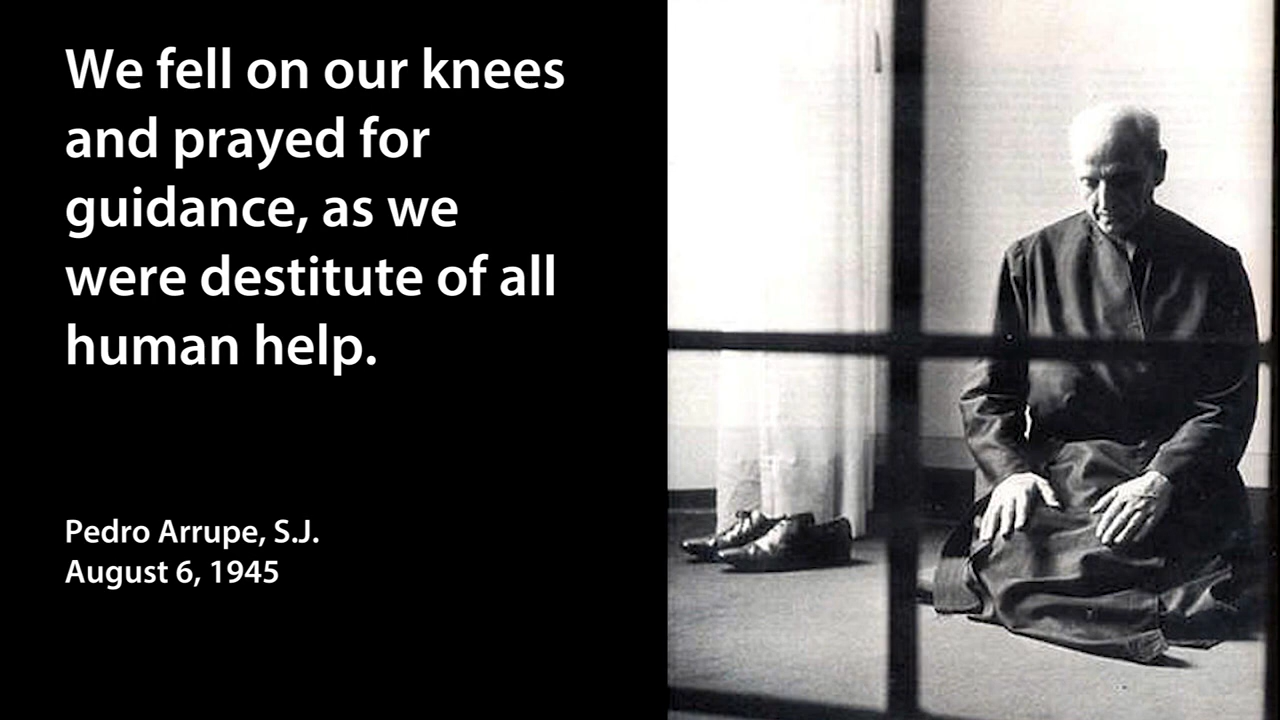 We fell on our knees
and prayed for
guidance, as we
were destitute of all
human help.
Pedro Arrupe, S.J.
August 6, 1945